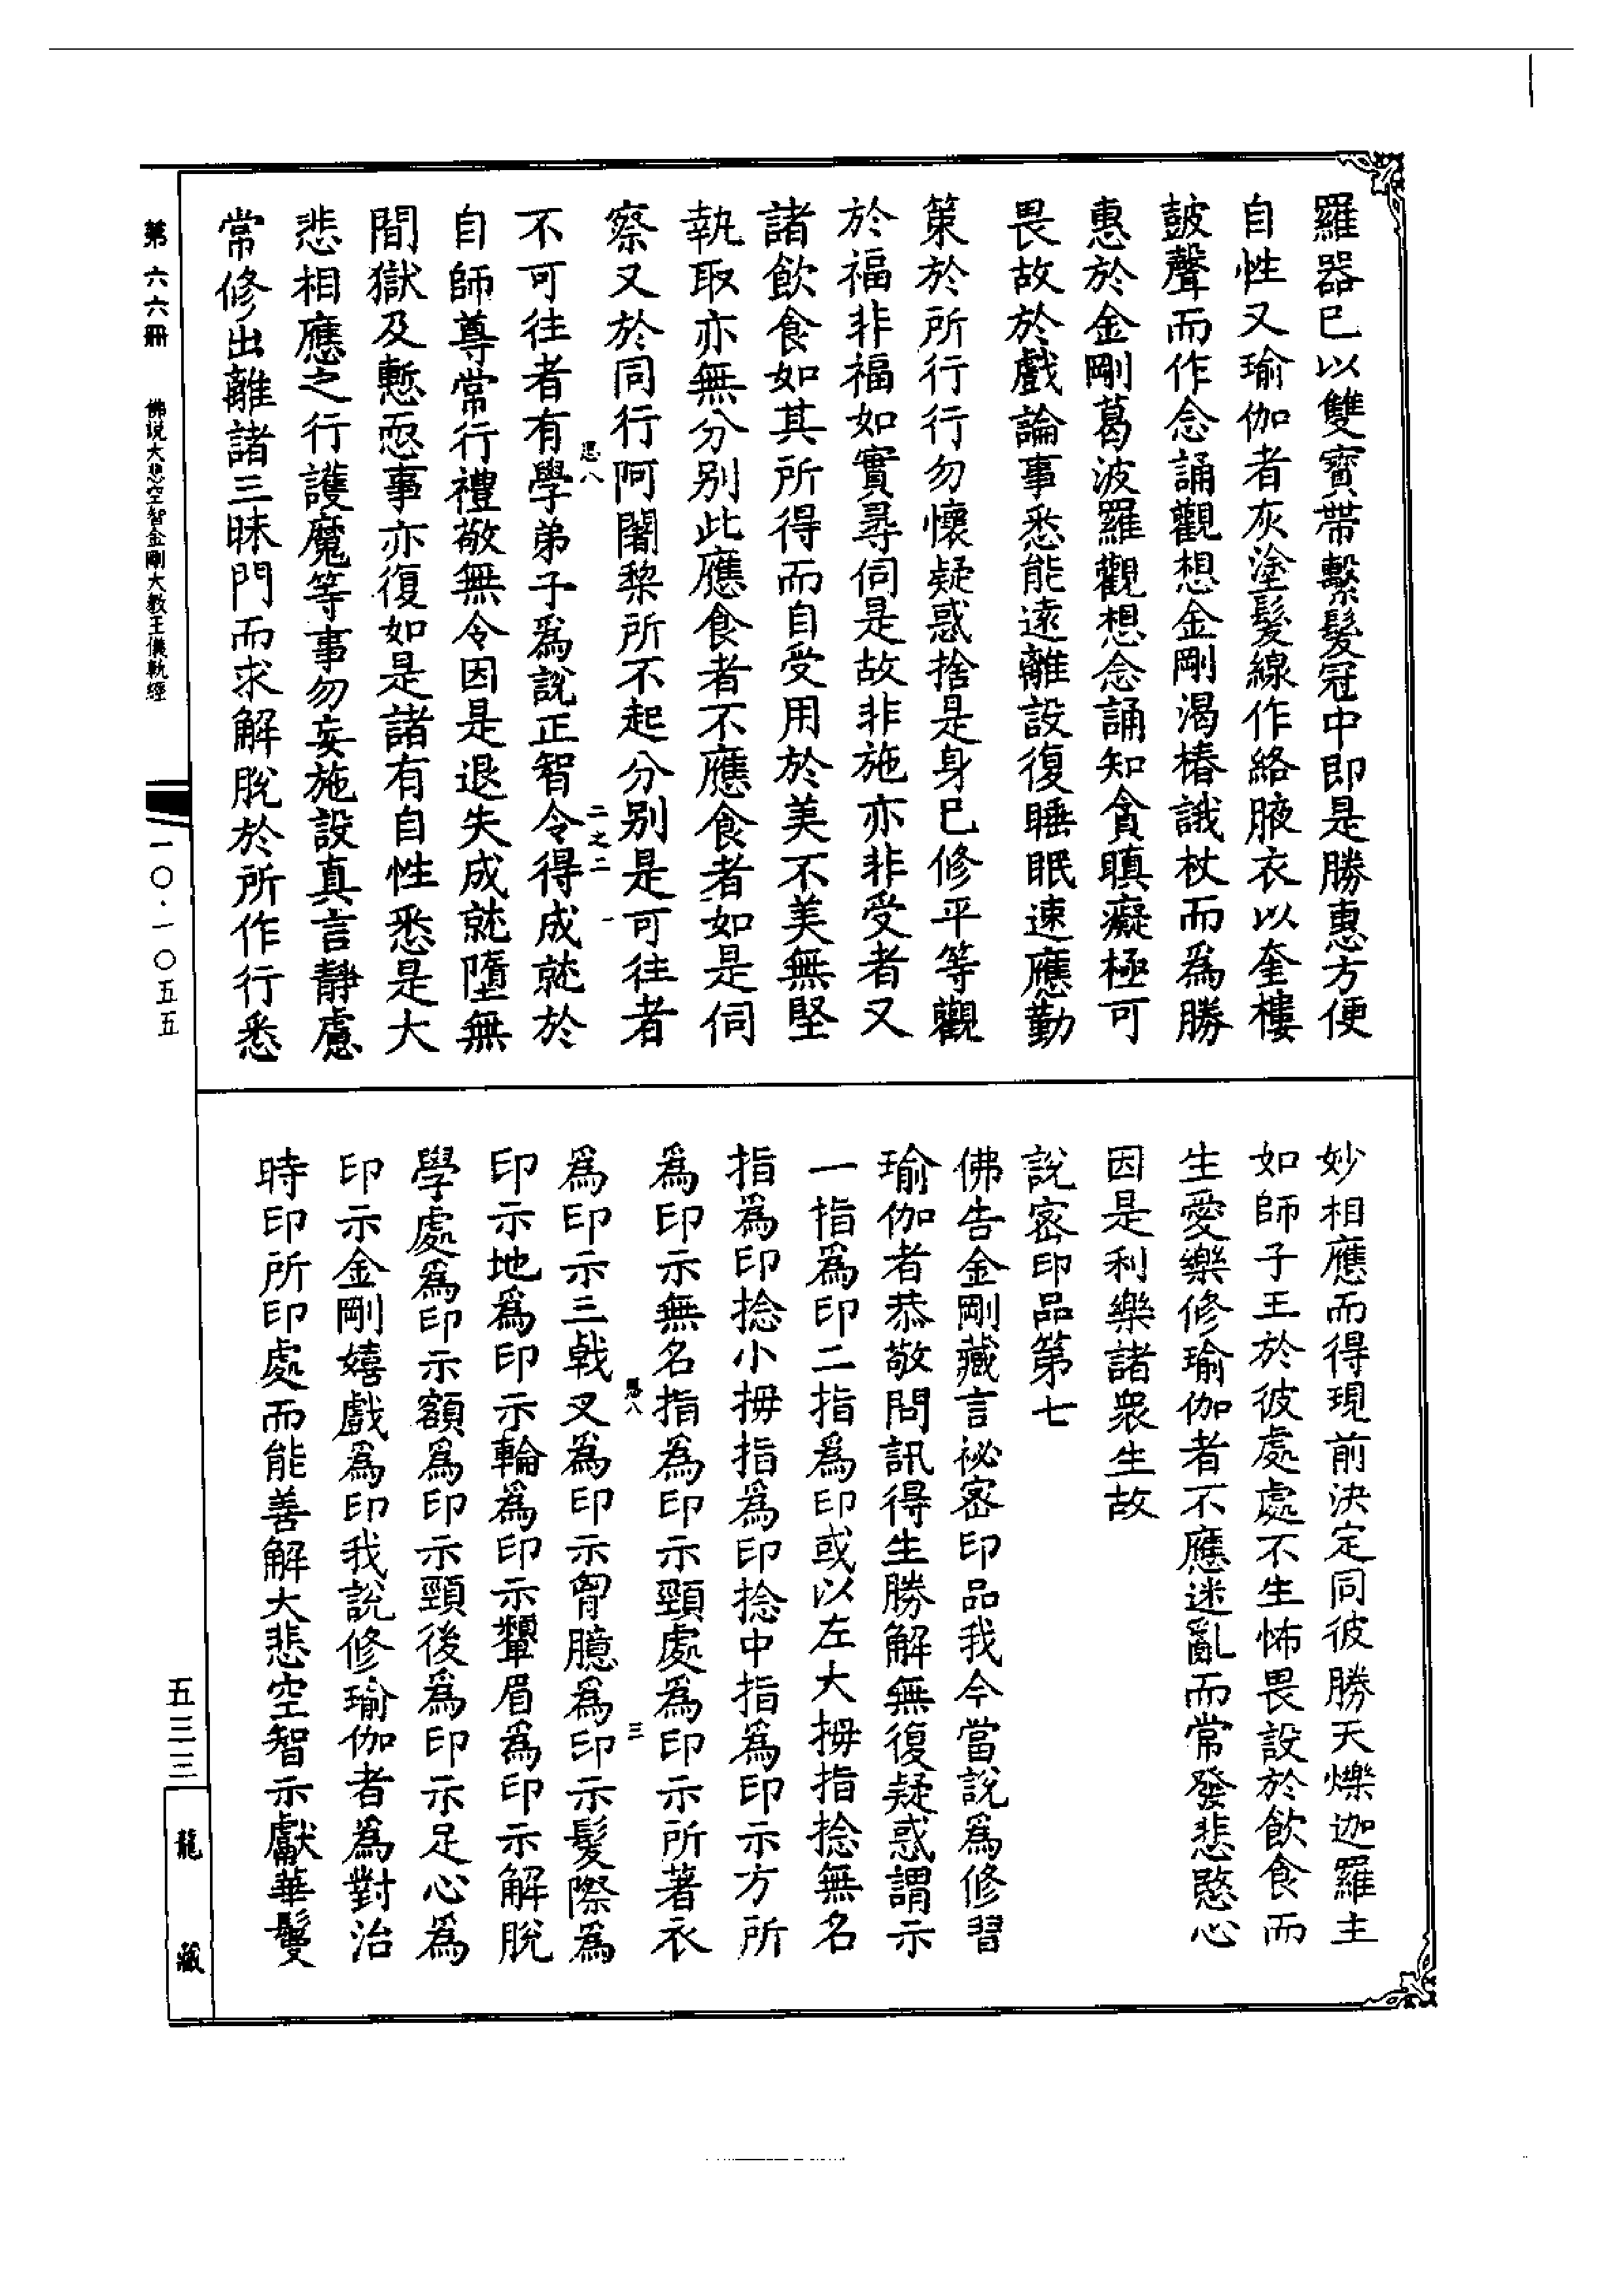 羅器已以雙寶帶繫髮冠中即是勝惠方便
自性又瑜伽者灰塗髮線作絡腋衣以奎樓
皷聲而作念誦觀想金剛渴椿誐杖而爲勝
惠於金剛葛波羅觀想念誦知貪瞋癡極可
畏故於戲論事悉能遠離設復睡眠速應勤
策於所行行勿懷疑惑捨是身已修平等觀
於福非福如實尋伺是故非施亦非受者又
諸飲食如其所得而自受用於美不美無堅
執取亦無分別此應食者不應食者如是伺
察又於同行阿闍棃所不起分別是可往者
二之二 一
不可往者有學弟子爲說正智令得成就於
自師尊常行禮敬無令因是退失成就墮無
間獄及慙恧事亦復如是諸有自性悉是大
悲相應之行護魔等事勿妄施設真言靜慮
常修出離諸三昧門而求解脫於所作行悉
妙相應而得現前決定同彼勝天爍迦羅主
如師子王於彼處處不生怖畏設於飲食而
生愛樂修瑜伽者不應迷亂而常發悲愍心
因是利樂諸衆生故
說密印品第七
佛告金剛藏言祕密印品我今當說爲修習
瑜伽者恭敬問訊得生勝解無復疑惑謂示
一指爲印二指爲印或以左大拇指捻無名
指爲印捻小拇指爲印捻中指爲印示方所
爲印示無名指爲印示頸處爲印示所著衣
三
爲印示三戟叉爲印示胷臆爲印示髮際爲
印示地爲印示輪爲印示顰眉爲印示解脫
學處爲印示額爲印示頸後爲印示足心爲
印示金剛嬉戲爲印我說修瑜伽者爲對治
時印所印處而能善解大悲空智示獻華鬘
第六六冊
佛說大悲空智金剛大教王儀軌經
一〇·一〇五五
五三三
龍藏